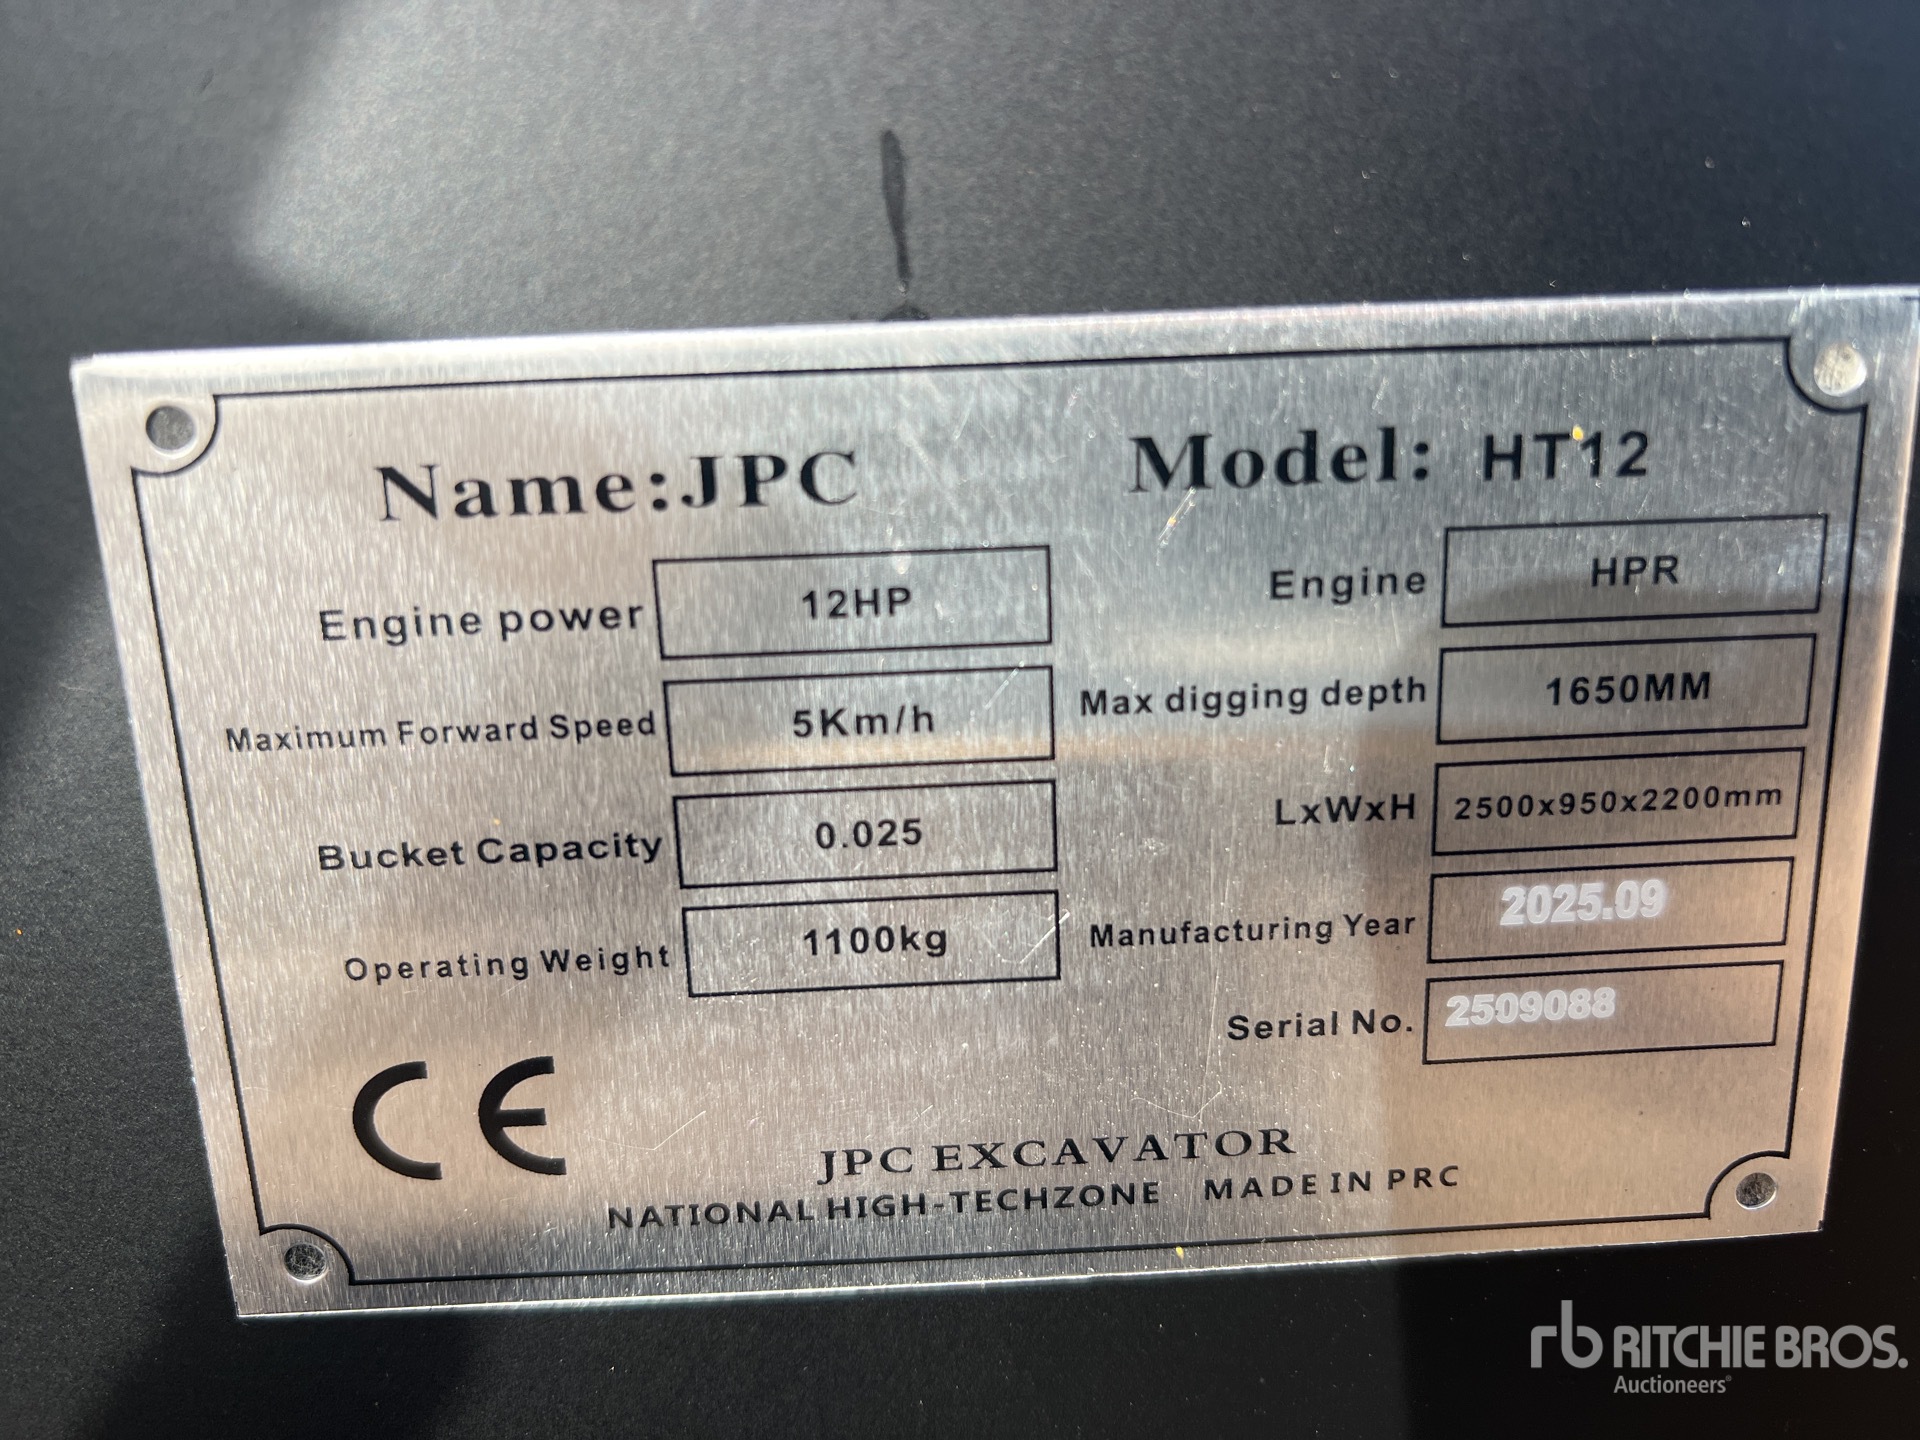 Name:JPC Model: HT12
Engine power 12HP Engine HPR
Maximum Forward Speed 5Km/h Max digging depth 1650MM
Bucket Capacity 0.025 LxWxH 2500x950x2200mm
Operating Weight 1100kg Manufacturing Year 2025.09
Serial No. 2509088
CE
JPC EXCAVATOR
NATIONAL HIGH-TECHZONE MADE IN PRC
rb RITCHIE BROS.
Auctioneers®